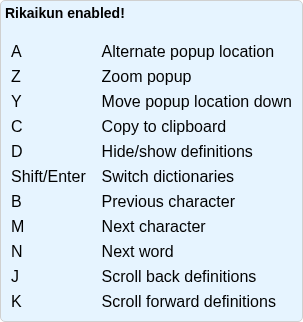 Rikaikun enabled!
A Alternate popup location
Z Zoom popup
Y Move popup location down
C Copy to clipboard
D Hide/show definitions
Shift/Enter Switch dictionaries
B Previous character
M Next character
N Next word
J Scroll back definitions
K Scroll forward definitions